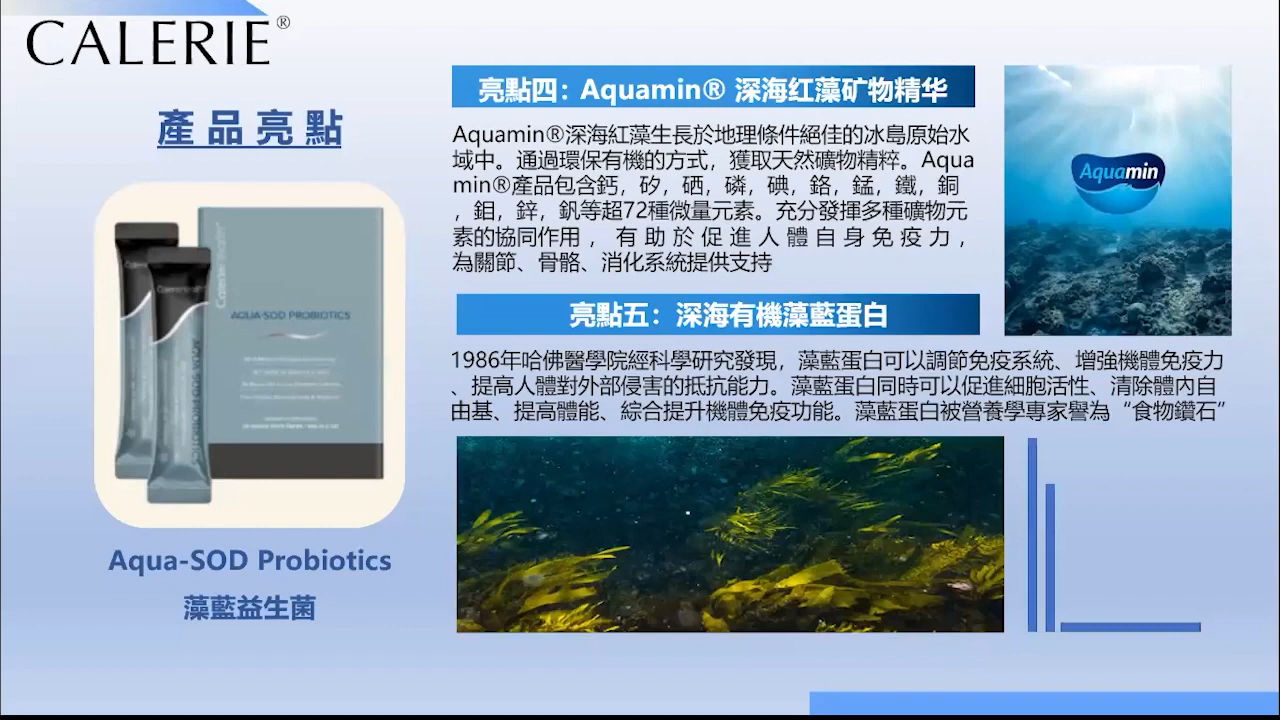 CALERIE®
產品亮點
AQUA-SOD PROBIOTICS
Aqua-SOD Probiotics
藻藍益生菌
亮點四：Aquamin® 深海红藻矿物精华
Aquamin®深海紅藻生長於地理條件絕佳的冰島原始水
域中。通過環保有機的方式，獲取天然礦物精粹。Aqua
min®產品包含鈣，矽，硒，磷，碘，鉻，錳，鐵，銅
，鉬，鋅，釩等超72種微量元素。充分發揮多種礦物元
素的協同作用，有助於促進人體自身免疫力，
為關節、骨骼、消化系統提供支持
Aquamin
亮點五：深海有機藻藍蛋白
1986年哈佛醫學院經科學研究發現，藻藍蛋白可以調節免疫系統、增強機體免疫力
、提高人體對外部侵害的抵抗能力。藻藍蛋白同時可以促進細胞活性、清除體內自
由基、提高體能、綜合提升機體免疫功能。藻藍蛋白被營養學專家譽為“食物鑽石”